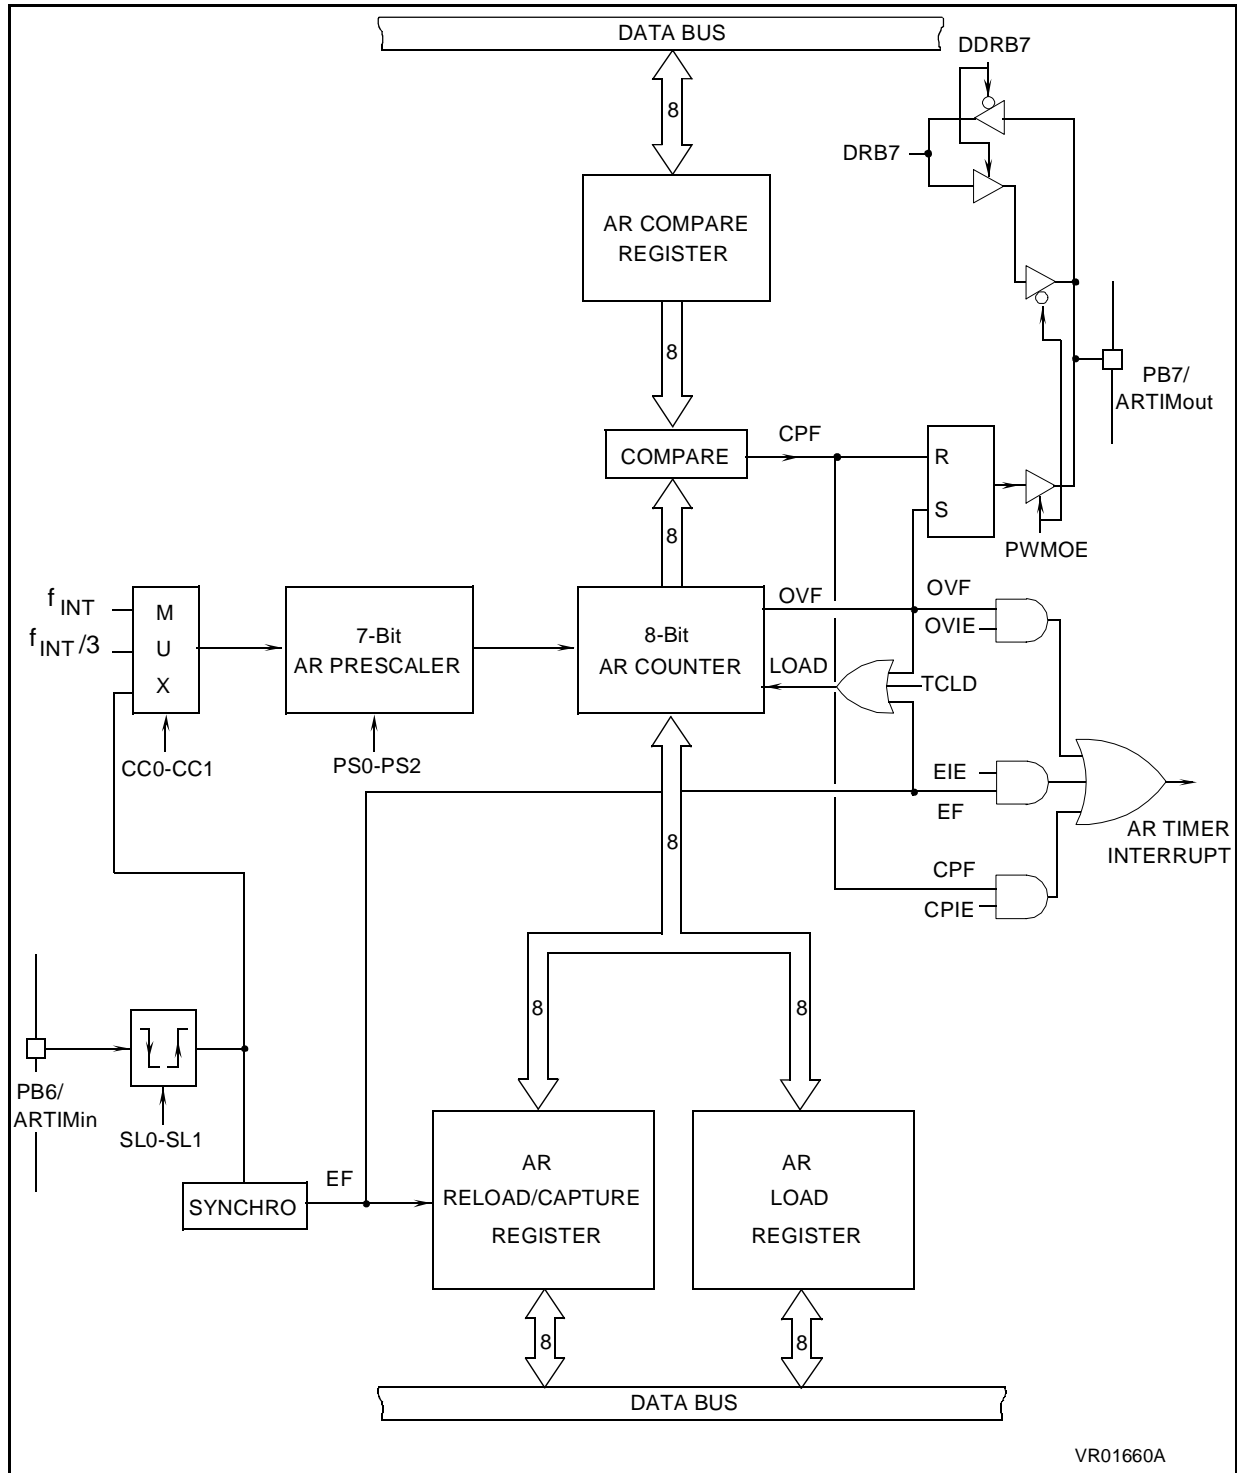 DATA BUS
DDRB7
8
DRB7
AR COMPARE
REGISTER
8
PB7/
ARTIMout
CPF
COMPARE
R
S
8
PWMOE
f INT
f INT /3
M
U
X
7-Bit
AR PRESCALER
8-Bit
AR COUNTER
OVF
OVF
OVIE
LOAD
TCLD
CC0-CC1
PS0-PS2
EIE
EF
8
AR TIMER
INTERRUPT
CPF
CPIE
8
8
PB6/
ARTIMin
SL0-SL1
SYNCHRO
EF
AR
RELOAD/CAPTURE
REGISTER
AR
LOAD
REGISTER
8
8
DATA BUS
VR01660A